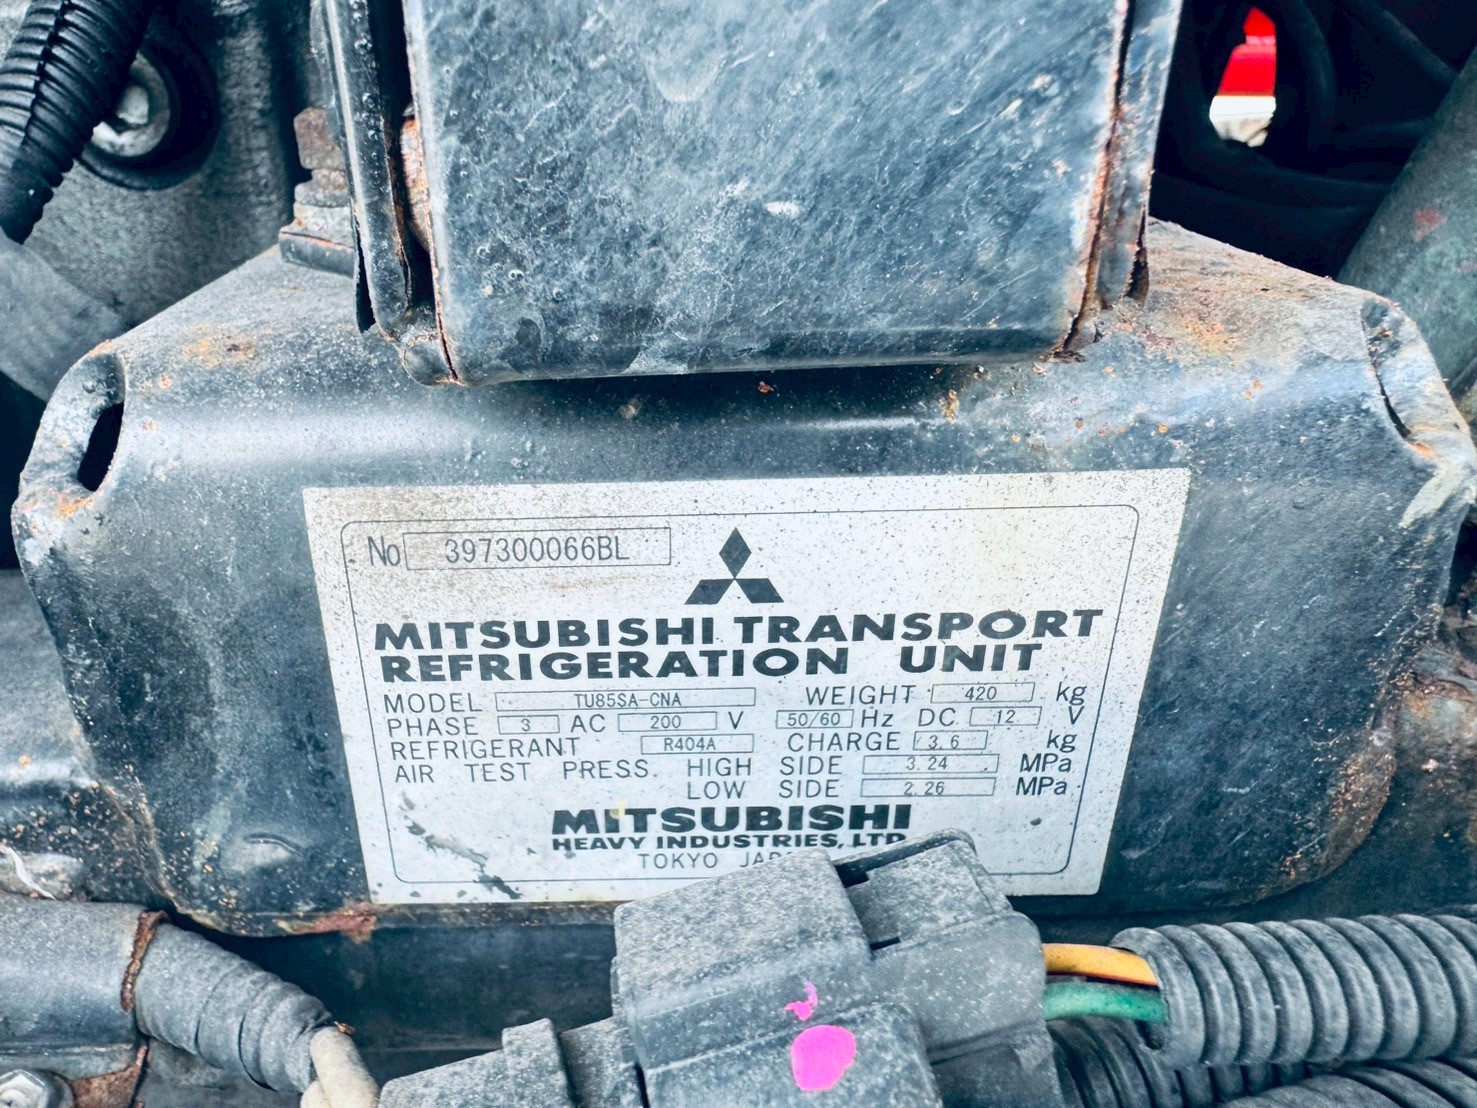 No 397300066BL
MITSUBISHI TRANSPORT
REFRIGERATION UNIT
MODEL TU85SA-CNA WEIGHT 420 kg
PHASE 3 AC 200 V 50/60 Hz DC 12 V
REFRIGERANT R404A CHARGE 3.6 kg
AIR TEST PRESS. HIGH SIDE 3.24 MPa
LOW SIDE 2.26 MPa
MITSUBISHI
HEAVY INDUSTRIES, LTD
TOKYO